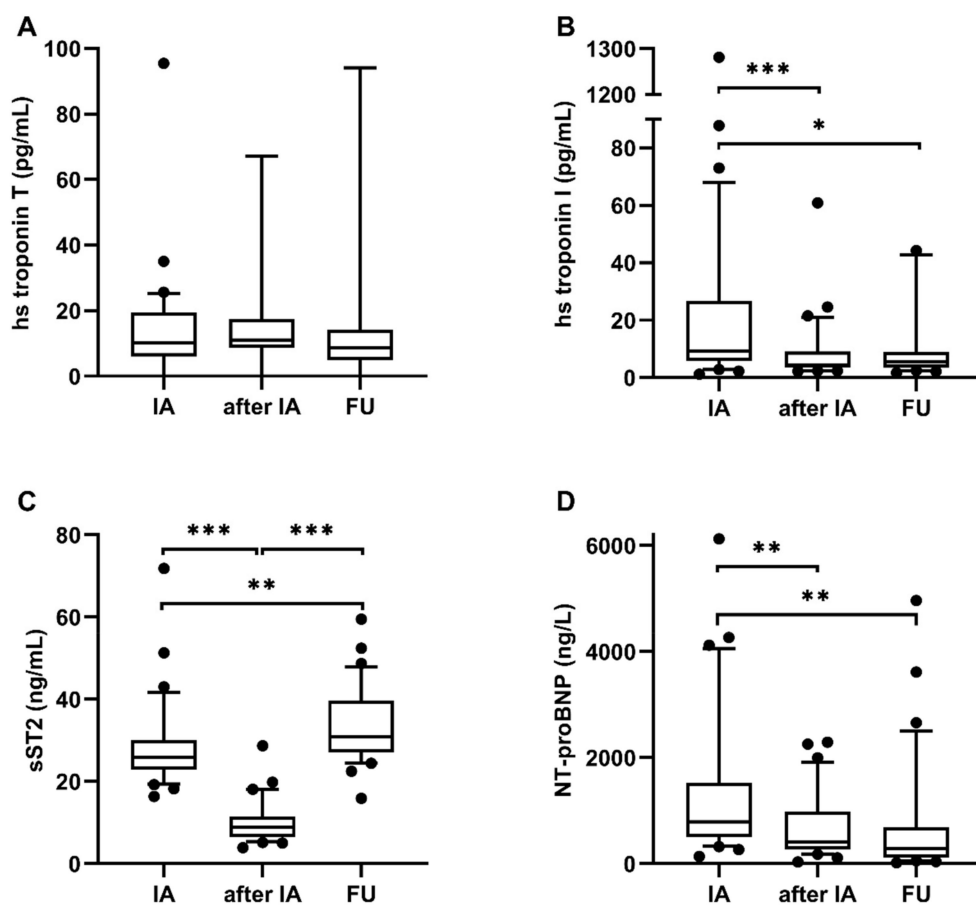 A
hs troponin T (pg/mL)
100
80
60
40
20
0
IA after IA FU
B
hs troponin I (pg/mL)
1300
1200
80
60
40
20
0
***
*
IA after IA FU
C
sST2 (ng/mL)
80
60
40
20
0
*** ***
**
IA after IA FU
D
NT-proBNP (ng/L)
6000
4000
2000
0
**
**
IA after IA FU